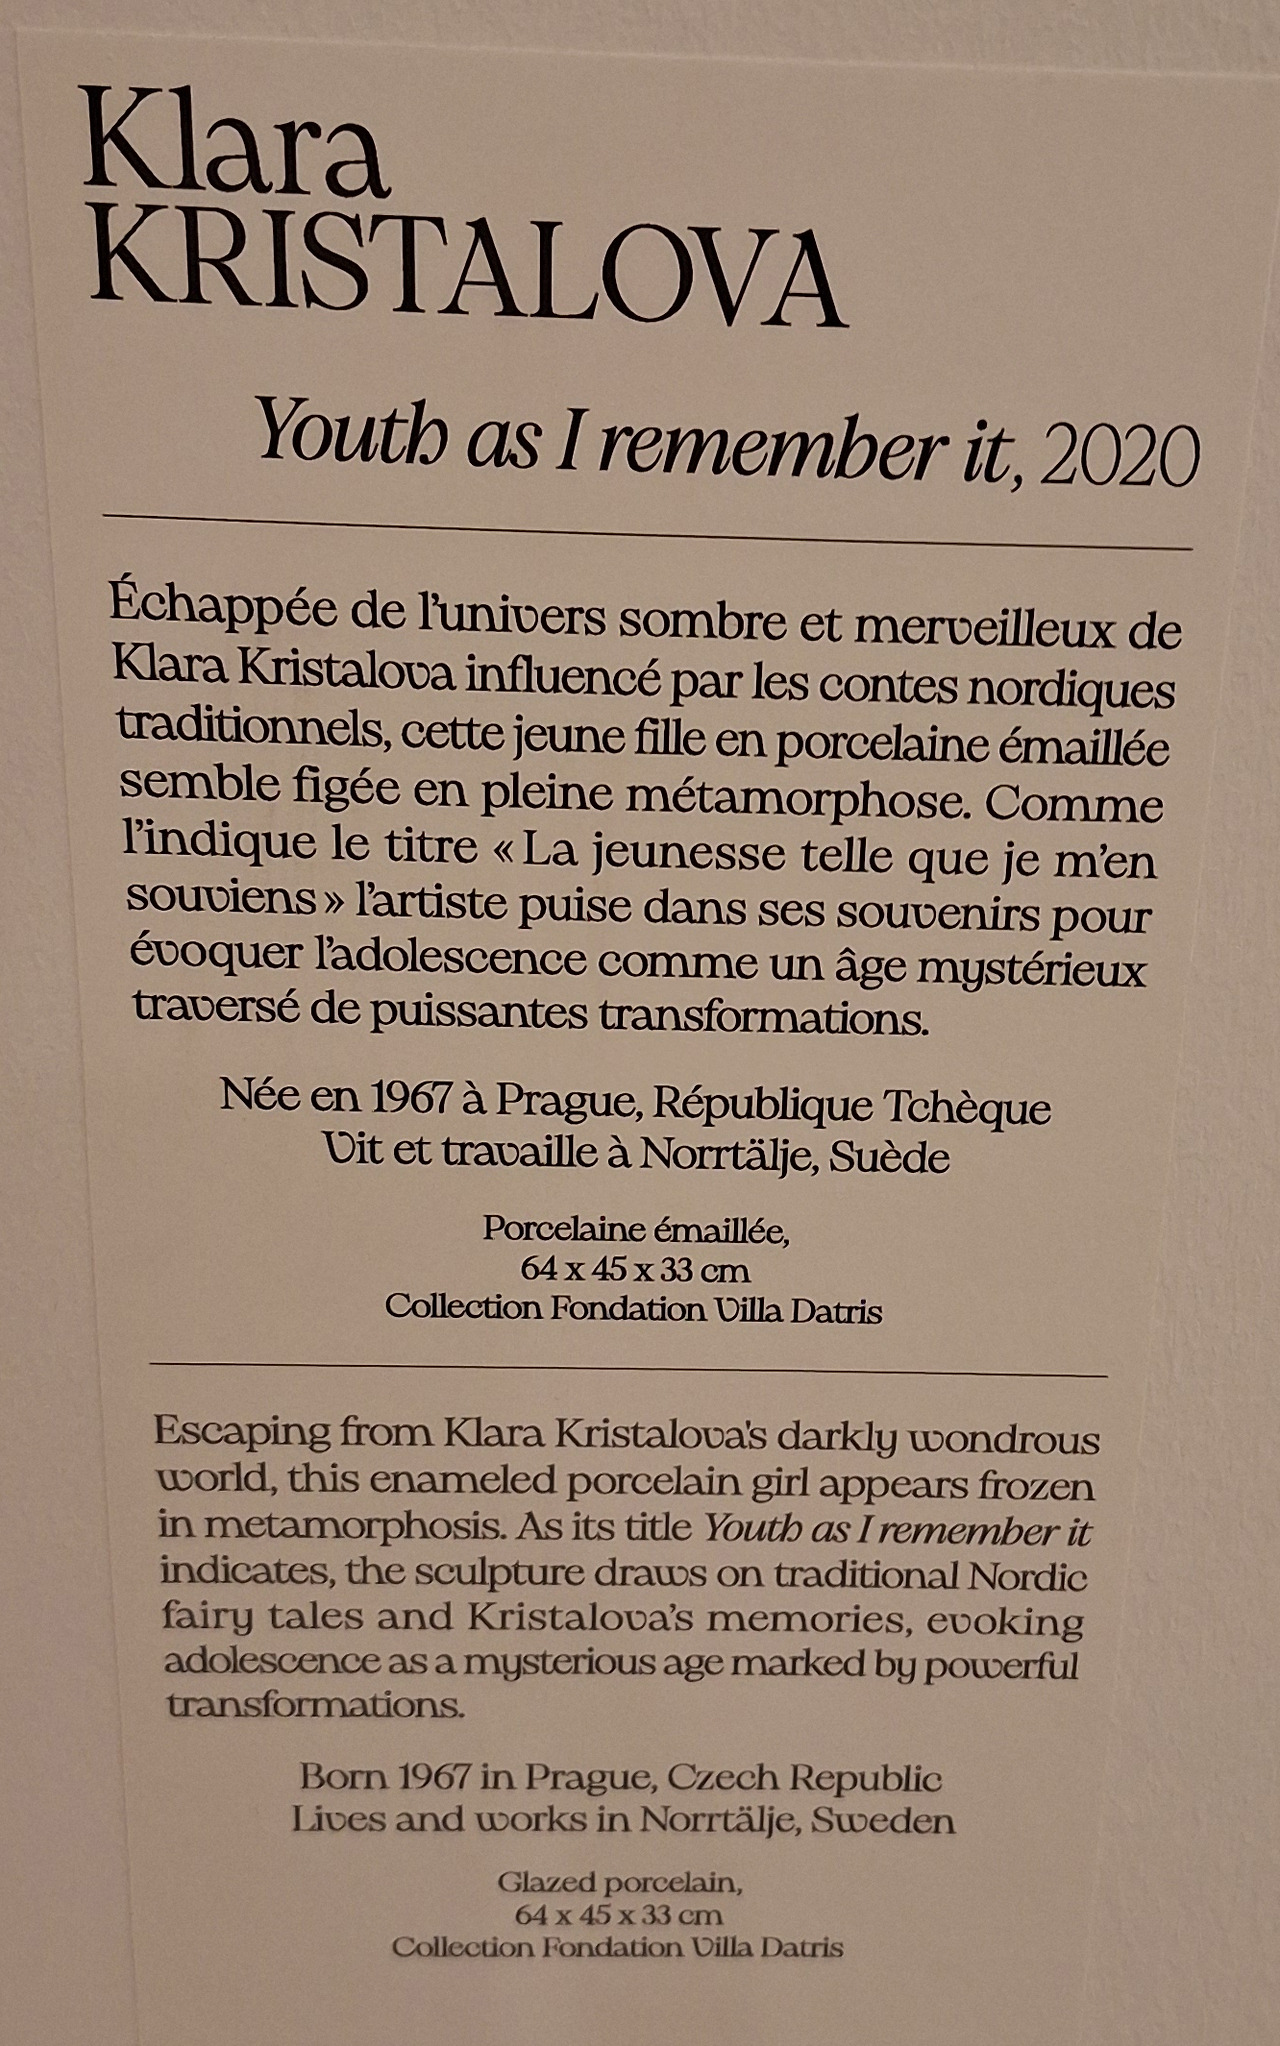 Klara
KRISTALOVA
Youth as I remember it, 2020
Échappée de l'univers sombre et merveilleux de
Klara Kristalova influencé par les contes nordiques
traditionnels, cette jeune fille en porcelaine émaillée
semble figée en pleine métamorphose. Comme
l'indique le titre « La jeunesse telle que je m'en
souviens » l'artiste puise dans ses souvenirs pour
évoquer l'adolescence comme un âge mystérieux
traversé de puissantes transformations.
Née en 1967 à Prague, République Tchèque
Vit et travaille à Norrtälje, Suède
Porcelaine émaillée,
64 x 45 x 33 cm
Collection Fondation Villa Datris
Escaping from Klara Kristalova's darkly wondrous
world, this enameled porcelain girl appears frozen
in metamorphosis. As its title Youth as I remember it
indicates, the sculpture draws on traditional Nordic
fairy tales and Kristalova's memories, evoking
adolescence as a mysterious age marked by powerful
transformations.
Born 1967 in Prague, Czech Republic
Lives and works in Norrtälje, Sweden
Glazed porcelain,
64 x 45 x 33 cm
Collection Fondation Villa Datris